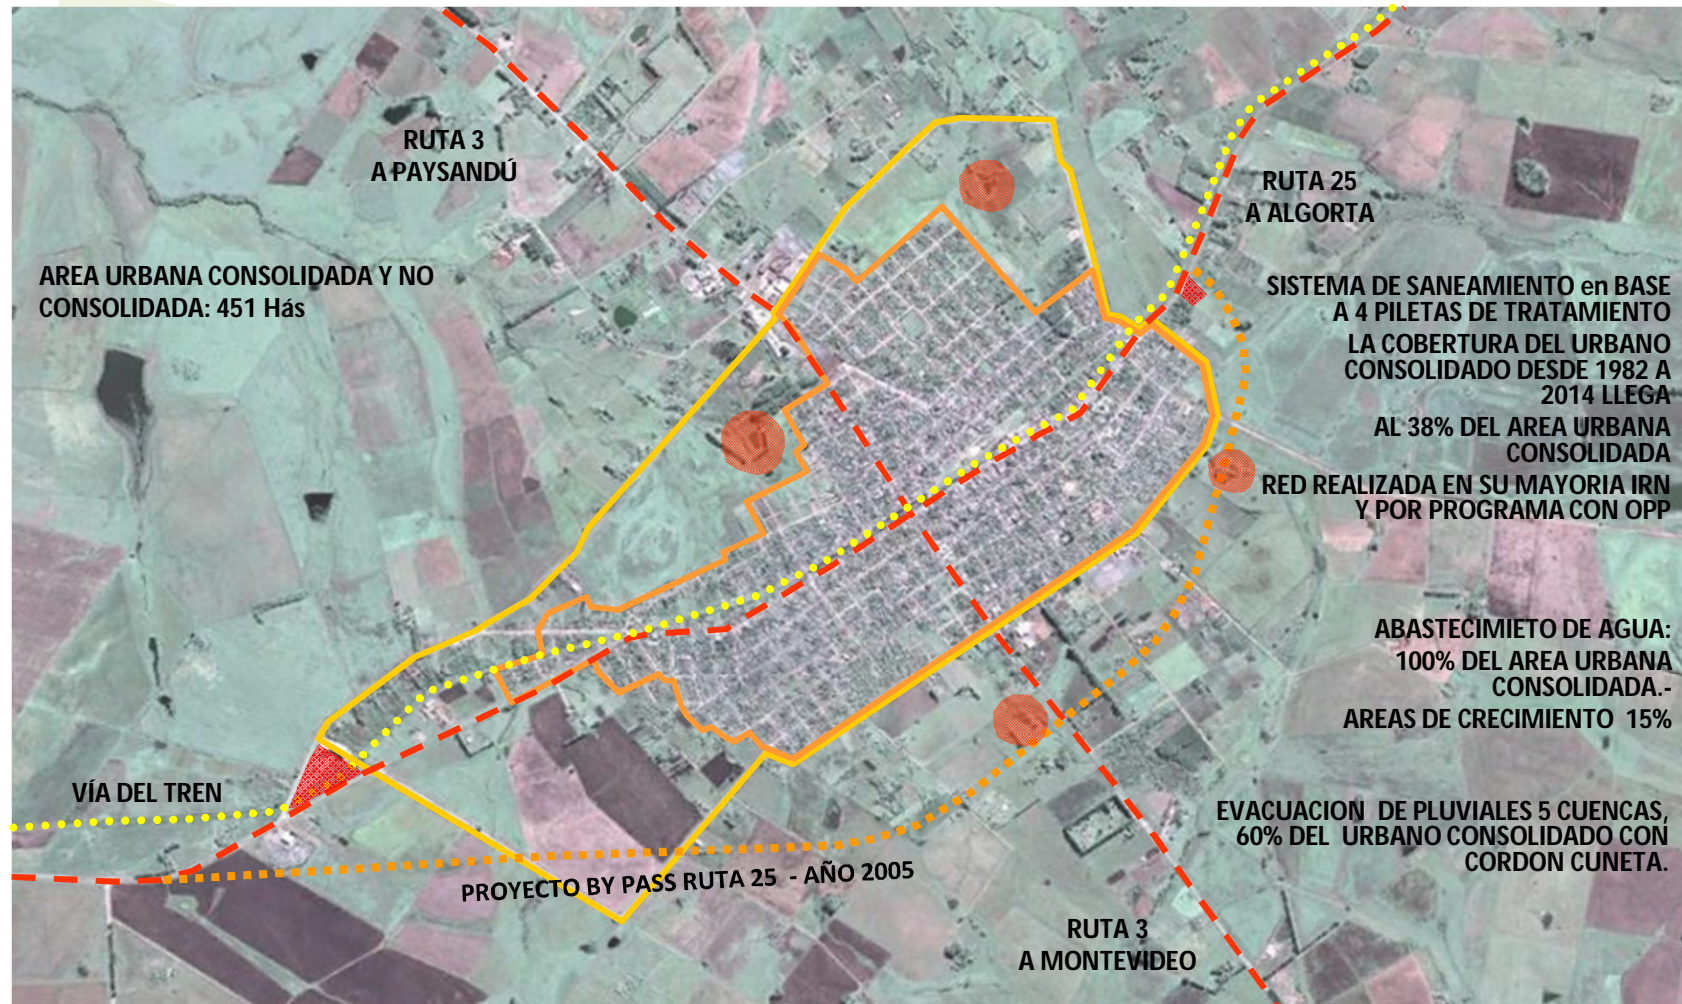 RUTA 3
A PAYSANDÚ
RUTA 25
A ALGORTA
AREA URBANA CONSOLIDADA Y NO
CONSOLIDADA: 451 Hás
SISTEMA DE SANEAMIENTO en BASE
A 4 PILETAS DE TRATAMIENTO
LA COBERTURA DEL URBANO
CONSOLIDADO DESDE 1982 A
2014 LLEGA
AL 38% DEL AREA URBANA
CONSOLIDADA
RED REALIZADA EN SU MAYORIA IRN
Y POR PROGRAMA CON OPP
ABASTECIMIETO DE AGUA:
100% DEL AREA URBANA
CONSOLIDADA.-
AREAS DE CRECIMIENTO 15%
VÍA DEL TREN
EVACUACION DE PLUVIALES 5 CUENCAS,
60% DEL URBANO CONSOLIDADO CON
CORDON CUNETA.
PROYECTO BY PASS RUTA 25 - AÑO 2005
RUTA 3
A MONTEVIDEO